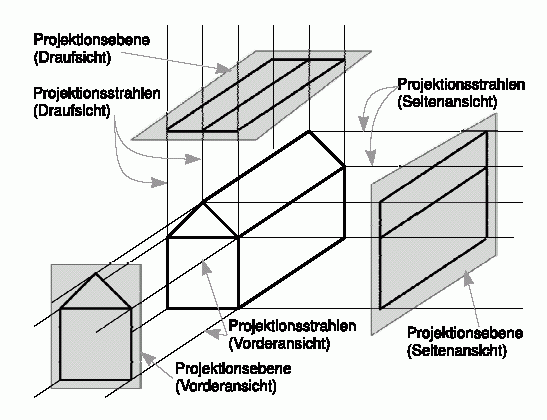 Projektionsebene
(Draufsicht)
Projektionsstrahlen
(Draufsicht)
Projektionsstrahlen
(Seitenansicht)
Projektionsstrahlen
(Vorderansicht)
Projektionsebene
(Seitenansicht)
Projektionsebene
(Vorderansicht)